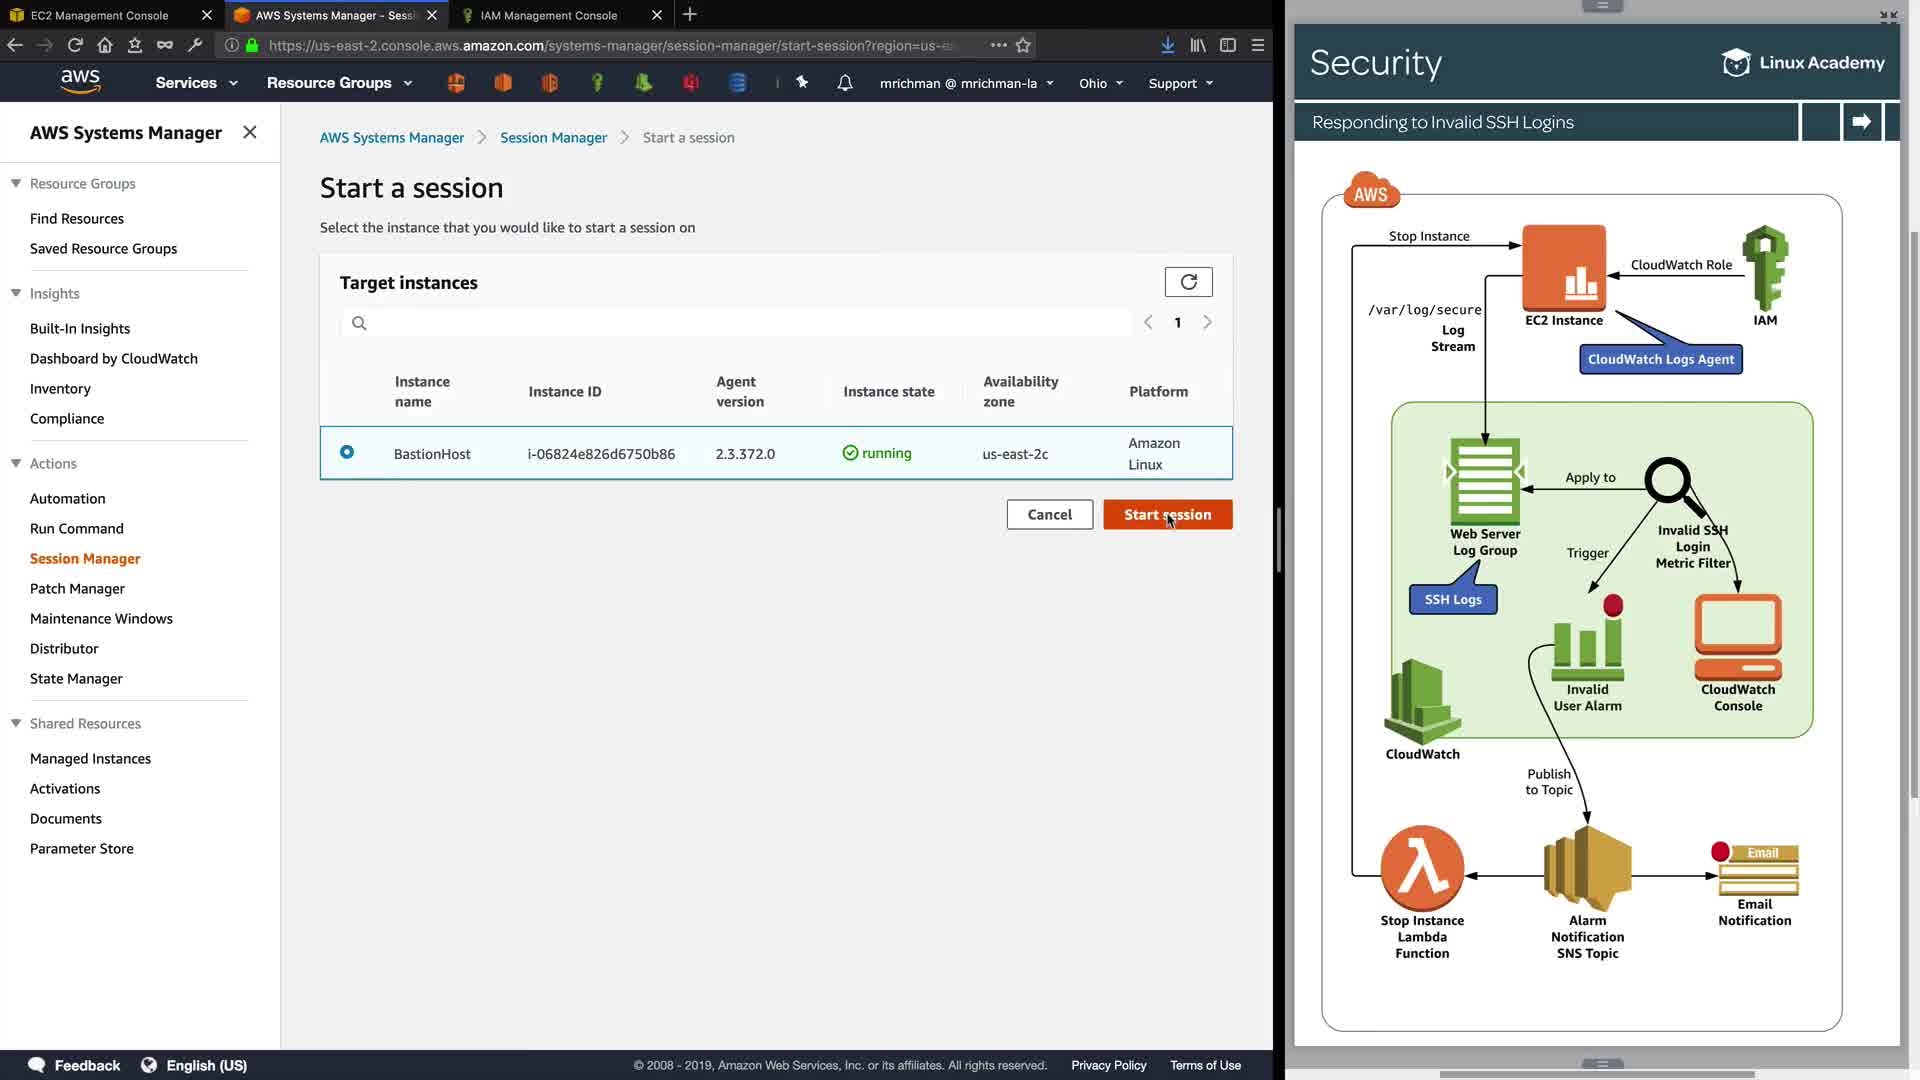 EC2 Management Console
AWS Systems Manager - Sess
IAM Management Console
https://us-east-2.console.aws.amazon.com/systems-manager/session-manager/start-session?region=us-ea
aws
Services
Resource Groups
mrichman @ mrichman-la
Ohio
Support
AWS Systems Manager
Resource Groups
Find Resources
Saved Resource Groups
Insights
Built-In Insights
Dashboard by CloudWatch
Inventory
Compliance
Actions
Automation
Run Command
Session Manager
Patch Manager
Maintenance Windows
Distributor
State Manager
Shared Resources
Managed Instances
Activations
Documents
Parameter Store
AWS Systems Manager
Session Manager
Start a session
Start a session
Select the instance that you would like to start a session on
Target instances
1
Instance name
Instance ID
Agent version
Instance state
Availability zone
Platform
BastionHost
i-06824e826d6750b86
2.3.372.0
running
us-east-2c
Amazon Linux
Cancel
Start session
Feedback
English (US)
© 2008 - 2019, Amazon Web Services, Inc. or its affiliates. All rights reserved.
Privacy Policy
Terms of Use
Security
Linux Academy
Responding to Invalid SSH Logins
AWS
Stop Instance
CloudWatch Role
/var/log/secure
Log
Stream
EC2 Instance
IAM
CloudWatch Logs Agent
Apply to
Web Server
Log Group
Invalid SSH
Login
Metric Filter
Trigger
SSH Logs
Invalid
User Alarm
CloudWatch
Console
CloudWatch
Publish
to Topic
Email
Stop Instance
Lambda
Function
Alarm
Notification
SNS Topic
Email
Notification